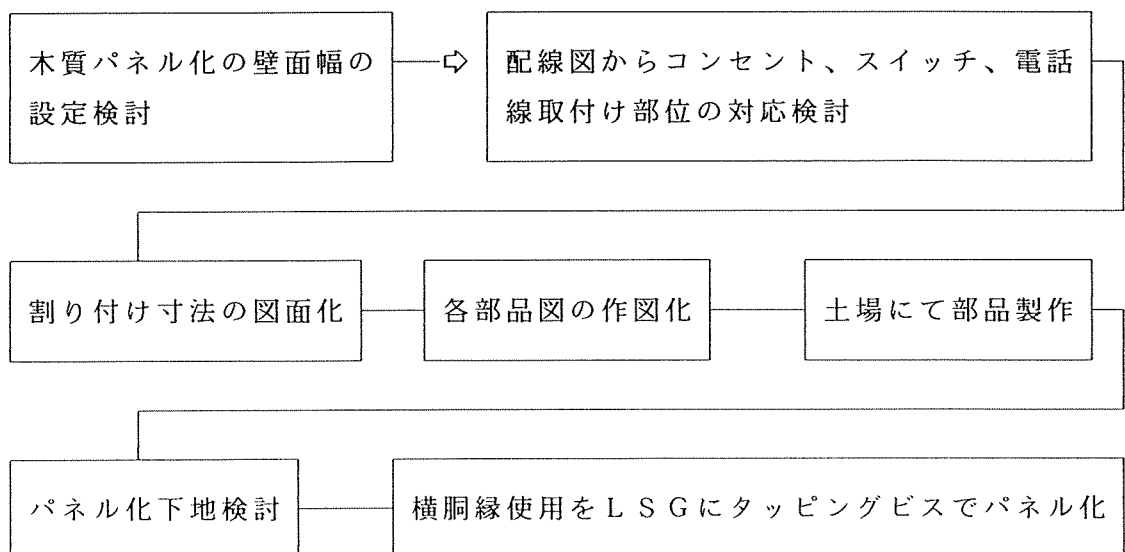 木質パネル化の壁面幅の
設定検討
⇨
配線図からコンセント、スイッチ、電話
線取付け部位の対応検討
割り付け寸法の図面化
各部品図の作図化
土場にて部品製作
パネル化下地検討
横胴縁使用をLSGにタッピングビスでパネル化